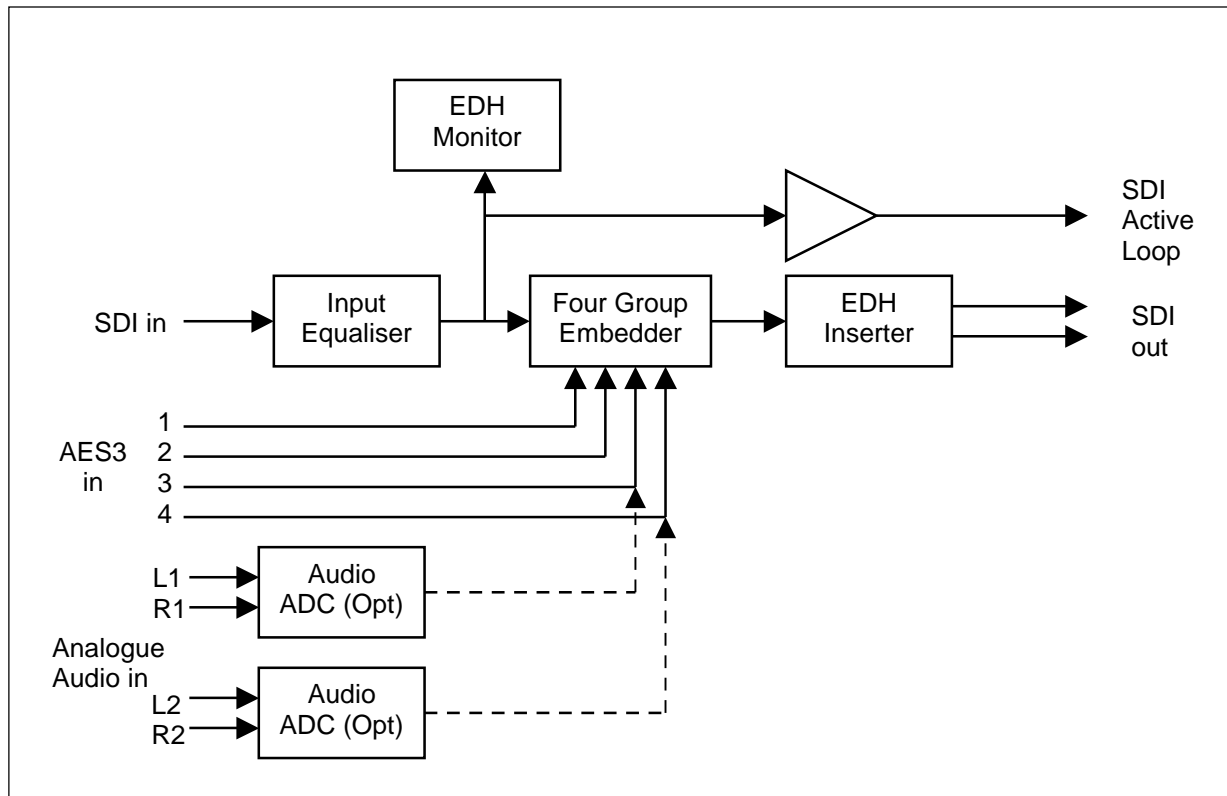 EDH
Monitor
SDI
Active
Loop
SDI in
Input
Equaliser
Four Group
Embedder
EDH
Inserter
SDI
out
AES3
in
1
2
3
4
L1
R1
Audio
ADC (Opt)
Analogue
Audio in
L2
R2
Audio
ADC (Opt)